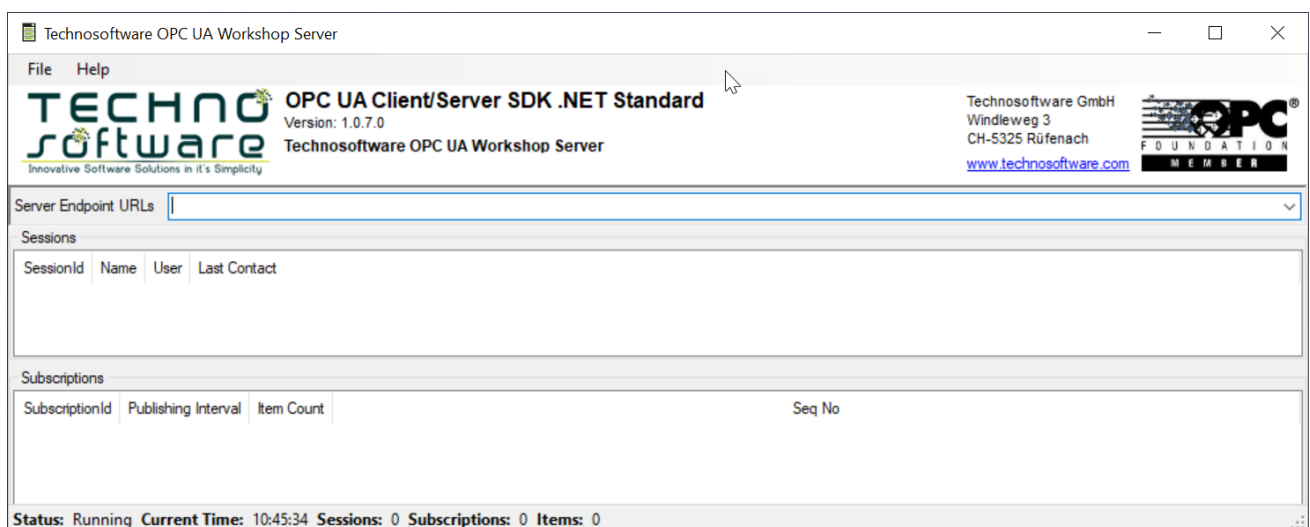 Technosoftware OPC UA Workshop Server
File Help
TECHNO
software
Innovative Software Solutions in it's Simplicity
OPC UA Client/Server SDK .NET Standard
Version: 1.0.7.0
Technosoftware OPC UA Workshop Server
Technosoftware GmbH
Windleweg 3
CH-5325 Rüfenach
www.technosoftware.com
OPC®
FOUNDATION
MEMBER
Server Endpoint URLs
Sessions
SessionId Name User Last Contact
Subscriptions
SubscriptionId Publishing Interval Item Count Seq No
Status: Running Current Time: 10:45:34 Sessions: 0 Subscriptions: 0 Items: 0